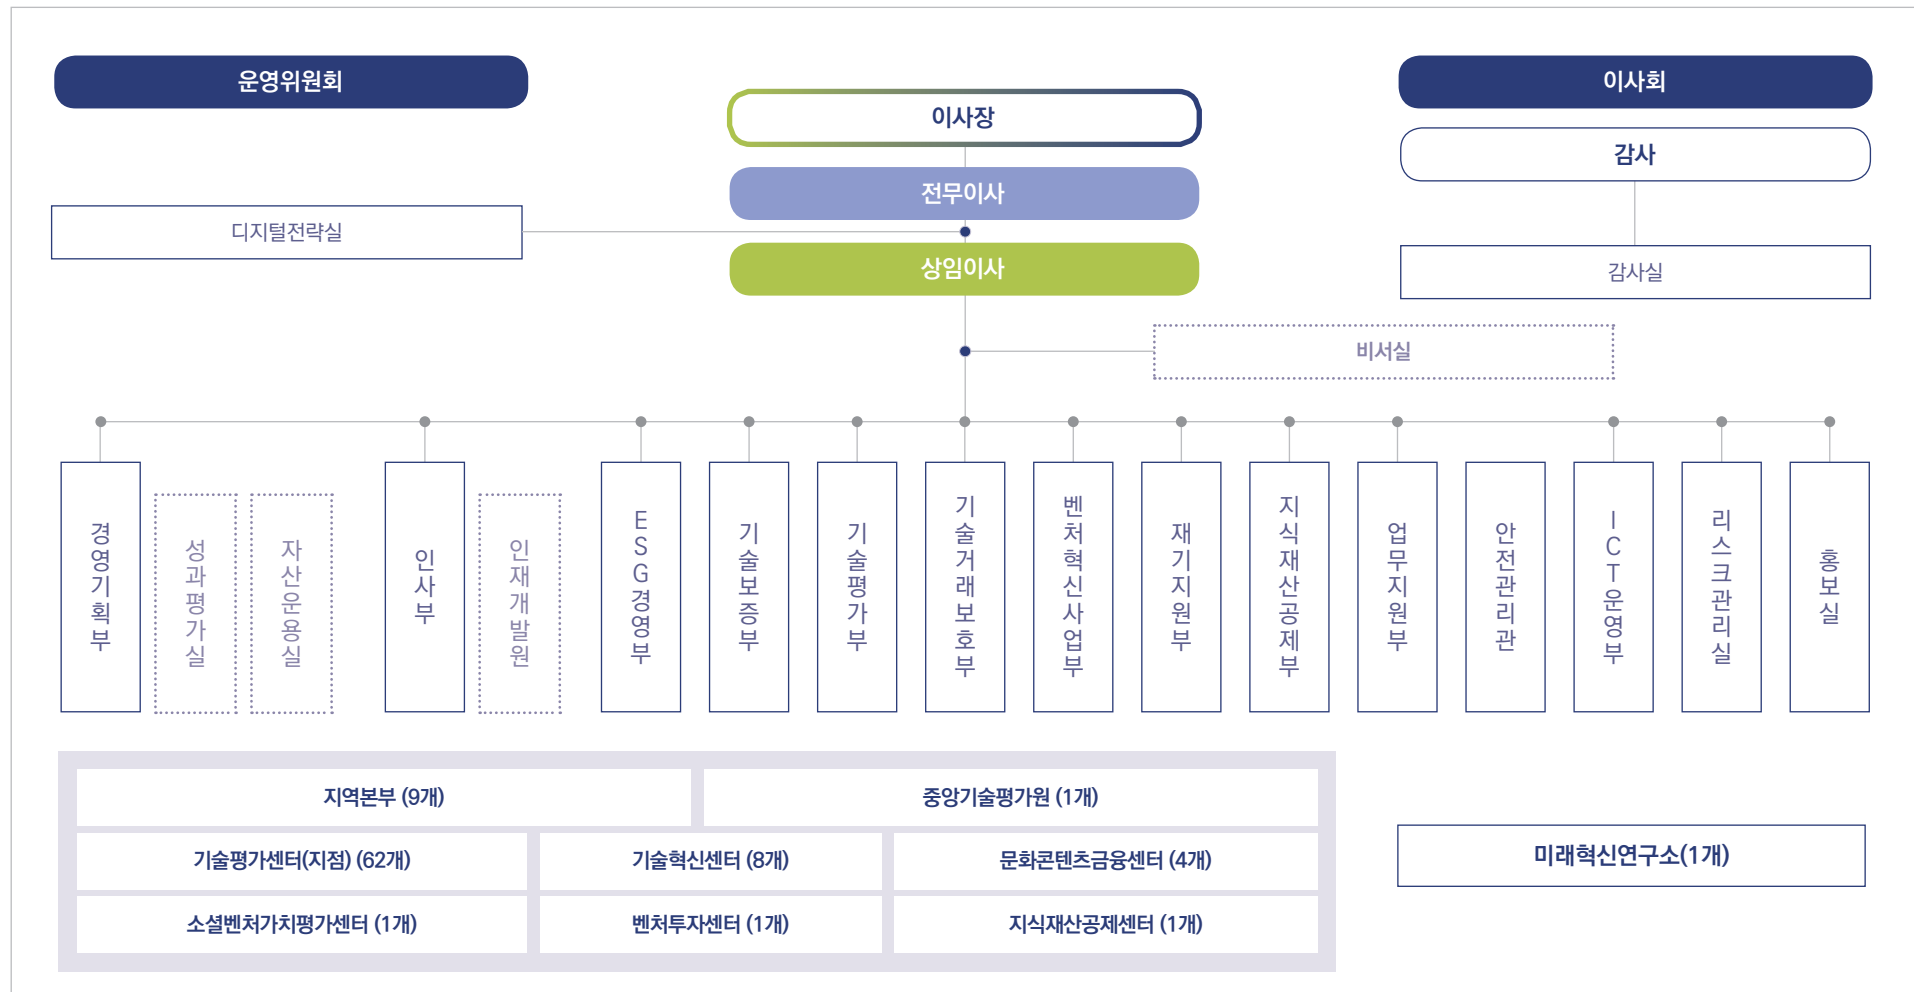 운영위원회
이사회
이사장
감사
전무이사
디지털전략실
상임이사
감사실
비서실
경영기획부
성과평가실
자산운용실
인사부
인재개발원
ESG경영부
기술보증부
기술평가부
기술거래보호부
벤처혁신사업부
재기지원부
지식재산공제부
업무지원부
안전관리관
ICT운영부
리스크관리실
홍보실
지역본부 (9개)
중앙기술평가원 (1개)
기술평가센터(지점) (62개)
기술혁신센터 (8개)
문화콘텐츠금융센터 (4개)
미래혁신연구소(1개)
소셜벤처가치평가센터 (1개)
벤처투자센터 (1개)
지식재산공제센터 (1개)